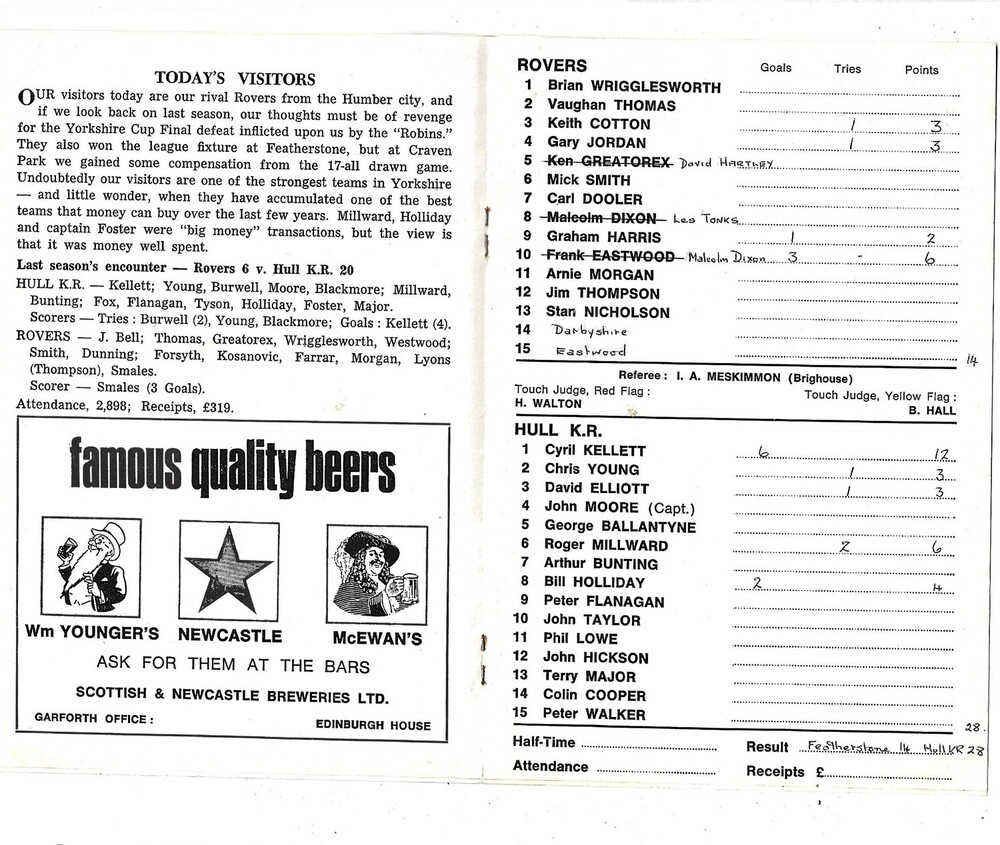 TODAY'S VISITORS
OUR visitors today are our rival Rovers from the Humber city, and
if we look back on last season, our thoughts must be of revenge
for the Yorkshire Cup Final defeat inflicted upon us by the "Robins."
They also won the league fixture at Featherstone, but at Craven
Park we gained some compensation from the 17-all drawn game.
Undoubtedly our visitors are one of the strongest teams in Yorkshire
— and little wonder, when they have accumulated one of the best
teams that money can buy over the last few years. Millward, Holliday
and captain Foster were "big money" transactions, but the view is
that it was money well spent.
Last season's encounter — Rovers 6 v. Hull K.R. 20
HULL K.R. — Kellett; Young, Burwell, Moore, Blackmore; Millward,
Bunting; Fox, Flanagan, Tyson, Holliday, Foster, Major.
Scorers — Tries : Burwell (2), Young, Blackmore; Goals : Kellett (4).
ROVERS — J. Bell; Thomas, Greatorex, Wrigglesworth, Westwood;
Smith, Dunning; Forsyth, Kosanovic, Farrar, Morgan, Lyons
(Thompson), Smales.
Scorer — Smales (3 Goals).
Attendance, 2,898; Receipts, £319.
famous quality beers
Wm YOUNGER'S NEWCASTLE McEWAN'S
ASK FOR THEM AT THE BARS
SCOTTISH & NEWCASTLE BREWERIES LTD.
GARFORTH OFFICE : EDINBURGH HOUSE
ROVERS Goals Tries Points
1 Brian WRIGGLESWORTH
2 Vaughan THOMAS
3 Keith COTTON 1 3
4 Gary JORDAN 1 3
5 Ken GREATOREX David HARTLEY
6 Mick SMITH
7 Carl DOOLER
8 Malcolm DIXON Les Tonks
9 Graham HARRIS 1 2
10 Frank EASTWOOD Malcolm Dixon 3 - 6
11 Arnie MORGAN
12 Jim THOMPSON
13 Stan NICHOLSON
14 Darbyshire
15 Eastwood
14
Referee : I. A. MESKIMMON (Brighouse)
Touch Judge, Red Flag : Touch Judge, Yellow Flag :
H. WALTON B. HALL
HULL K.R.
1 Cyril KELLETT 6 12
2 Chris YOUNG 1 3
3 David ELLIOTT 1 3
4 John MOORE (Capt.)
5 George BALLANTYNE
6 Roger MILLWARD 2 6
7 Arthur BUNTING
8 Bill HOLLIDAY 2 4
9 Peter FLANAGAN
10 John TAYLOR
11 Phil LOWE
12 John HICKSON
13 Terry MAJOR
14 Colin COOPER
15 Peter WALKER
28.
Half-Time Result Featherstone 14 Hull KR 28
Attendance Receipts £